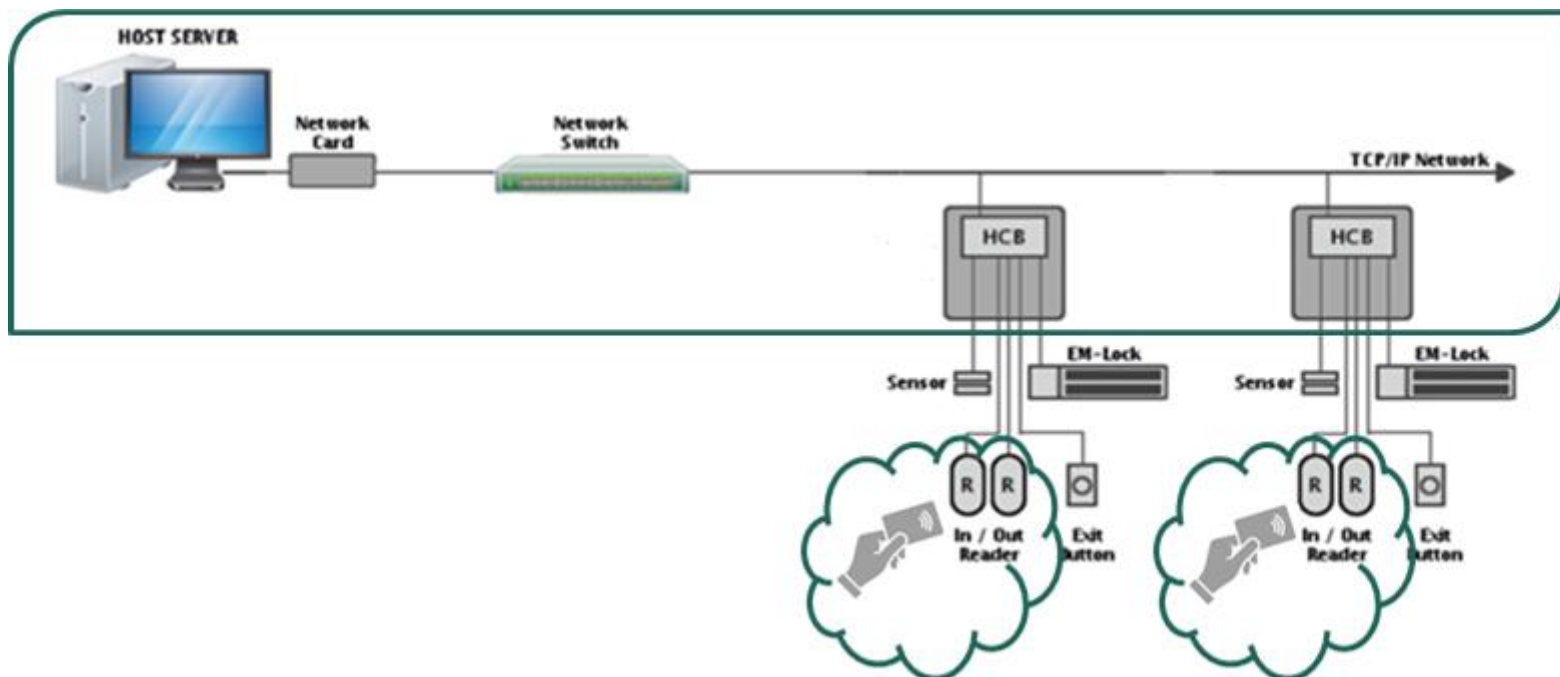 HOST SERVER
Network
Card
Network
Switch
TCP/IP Network
HCB
HCB
EM-Lock
EM-Lock
Sensor
Sensor
R
R
R
R
In / Out
Reader
Exit
Button
In / Out
Reader
Exit
Button